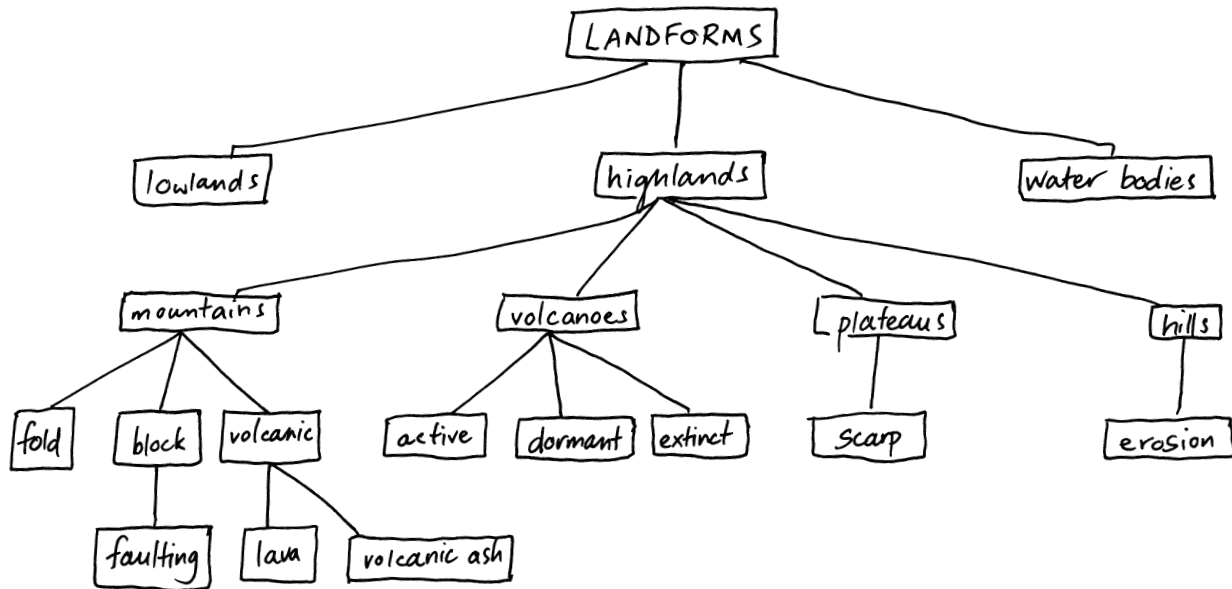 LANDFORMS
lowlands
highlands
water bodies
mountains
volcanoes
plateaus
hills
fold
block
volcanic
active
dormant
extinct
scarp
erosion
faulting
lava
volcanic ash